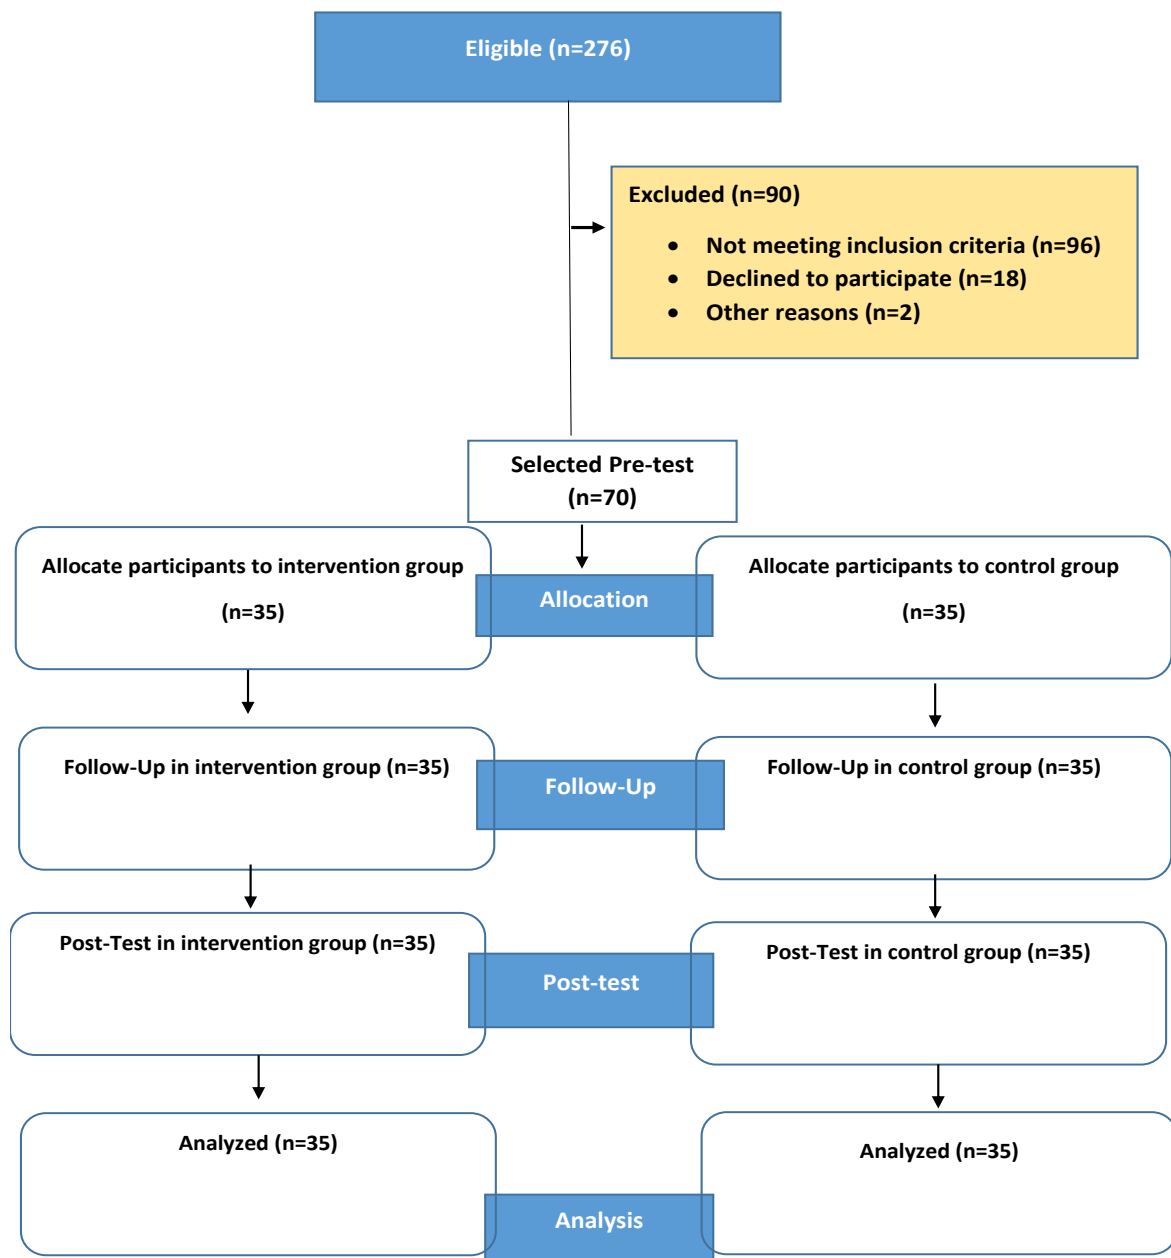 Eligible (n=276)
Excluded (n=90)
• Not meeting inclusion criteria (n=96)
• Declined to participate (n=18)
• Other reasons (n=2)
Selected Pre-test
(n=70)
Allocate participants to intervention group
(n=35)
Allocation
Allocate participants to control group
(n=35)
Follow-Up in intervention group (n=35)
Follow-Up
Follow-Up in control group (n=35)
Post-Test in intervention group (n=35)
Post-test
Post-Test in control group (n=35)
Analyzed (n=35)
Analysis
Analyzed (n=35)